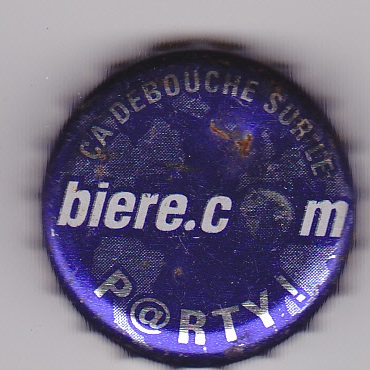 ÇA DÉBOUCHE SUR LE
biere.com
P@RTY !